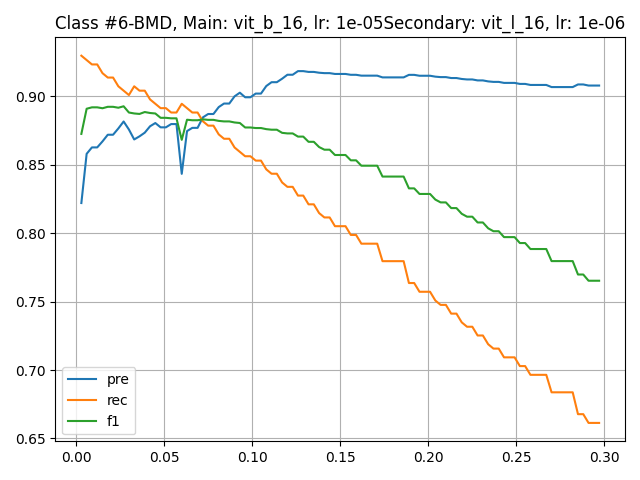 Class #6-BMD, Main: vit_b_16, lr: 1e-05Secondary: vit_l_16, lr: 1e-06
0.90
0.85
0.80
0.75
0.70
0.65
pre
rec
f1
0.00 0.05 0.10 0.15 0.20 0.25 0.30